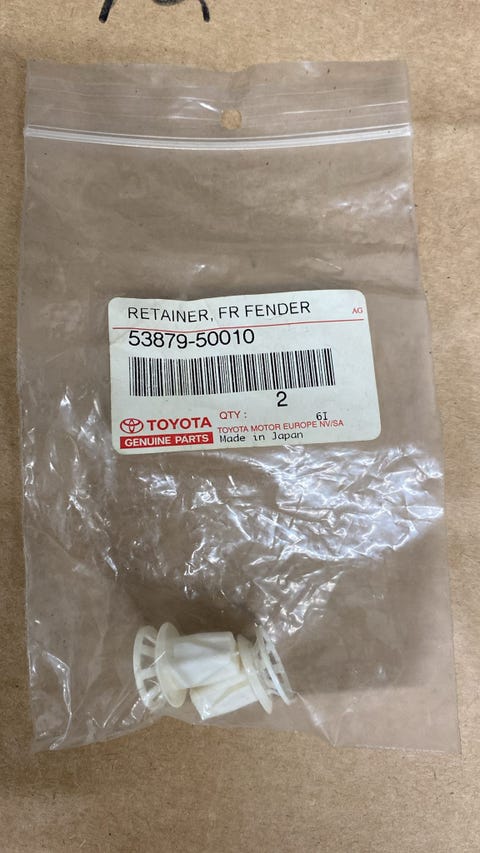 RETAINER, FR FENDER
AG
53879-50010
2
TOYOTA
GENUINE PARTS
QTY :
6I
TOYOTA MOTOR EUROPE NV/SA
Made in Japan